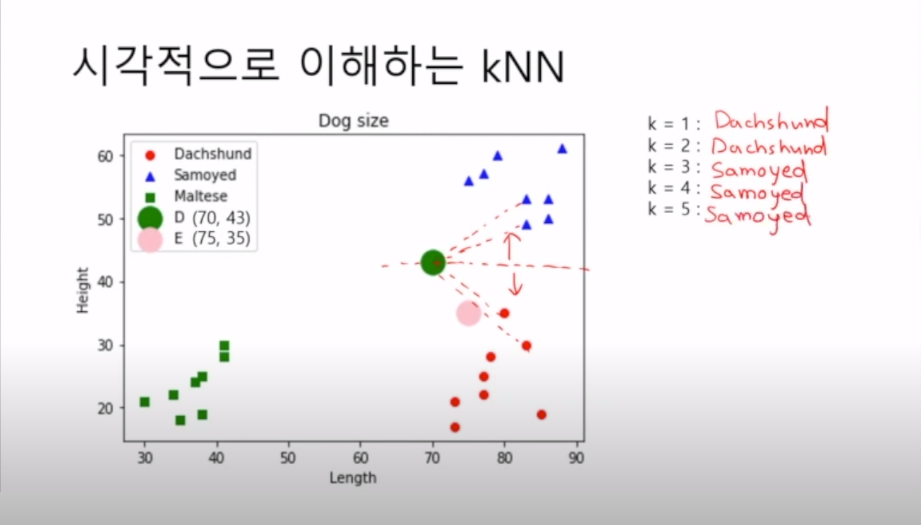 시각적으로 이해하는 kNN
Dog size
Dachshund
Samoyed
Maltese
D (70, 43)
E (75, 35)
60
50
40
30
20
Height
30 40 50 60 70 80 90
Length
k = 1 : Dachshund
k = 2 : Dachshund
k = 3 : Samoyed
k = 4 : Samoyed
k = 5 : Samoyed